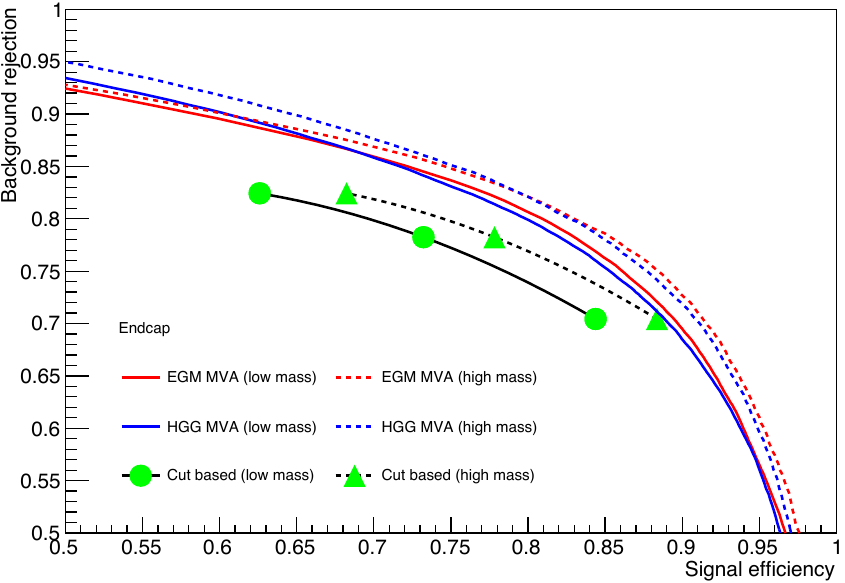 Background rejection
1
0.95
0.9
0.85
0.8
0.75
0.7
0.65
0.6
0.55
0.5
Endcap
EGM MVA (low mass) EGM MVA (high mass)
HGG MVA (low mass) HGG MVA (high mass)
Cut based (low mass) Cut based (high mass)
0.5 0.55 0.6 0.65 0.7 0.75 0.8 0.85 0.9 0.95 1
Signal efficiency